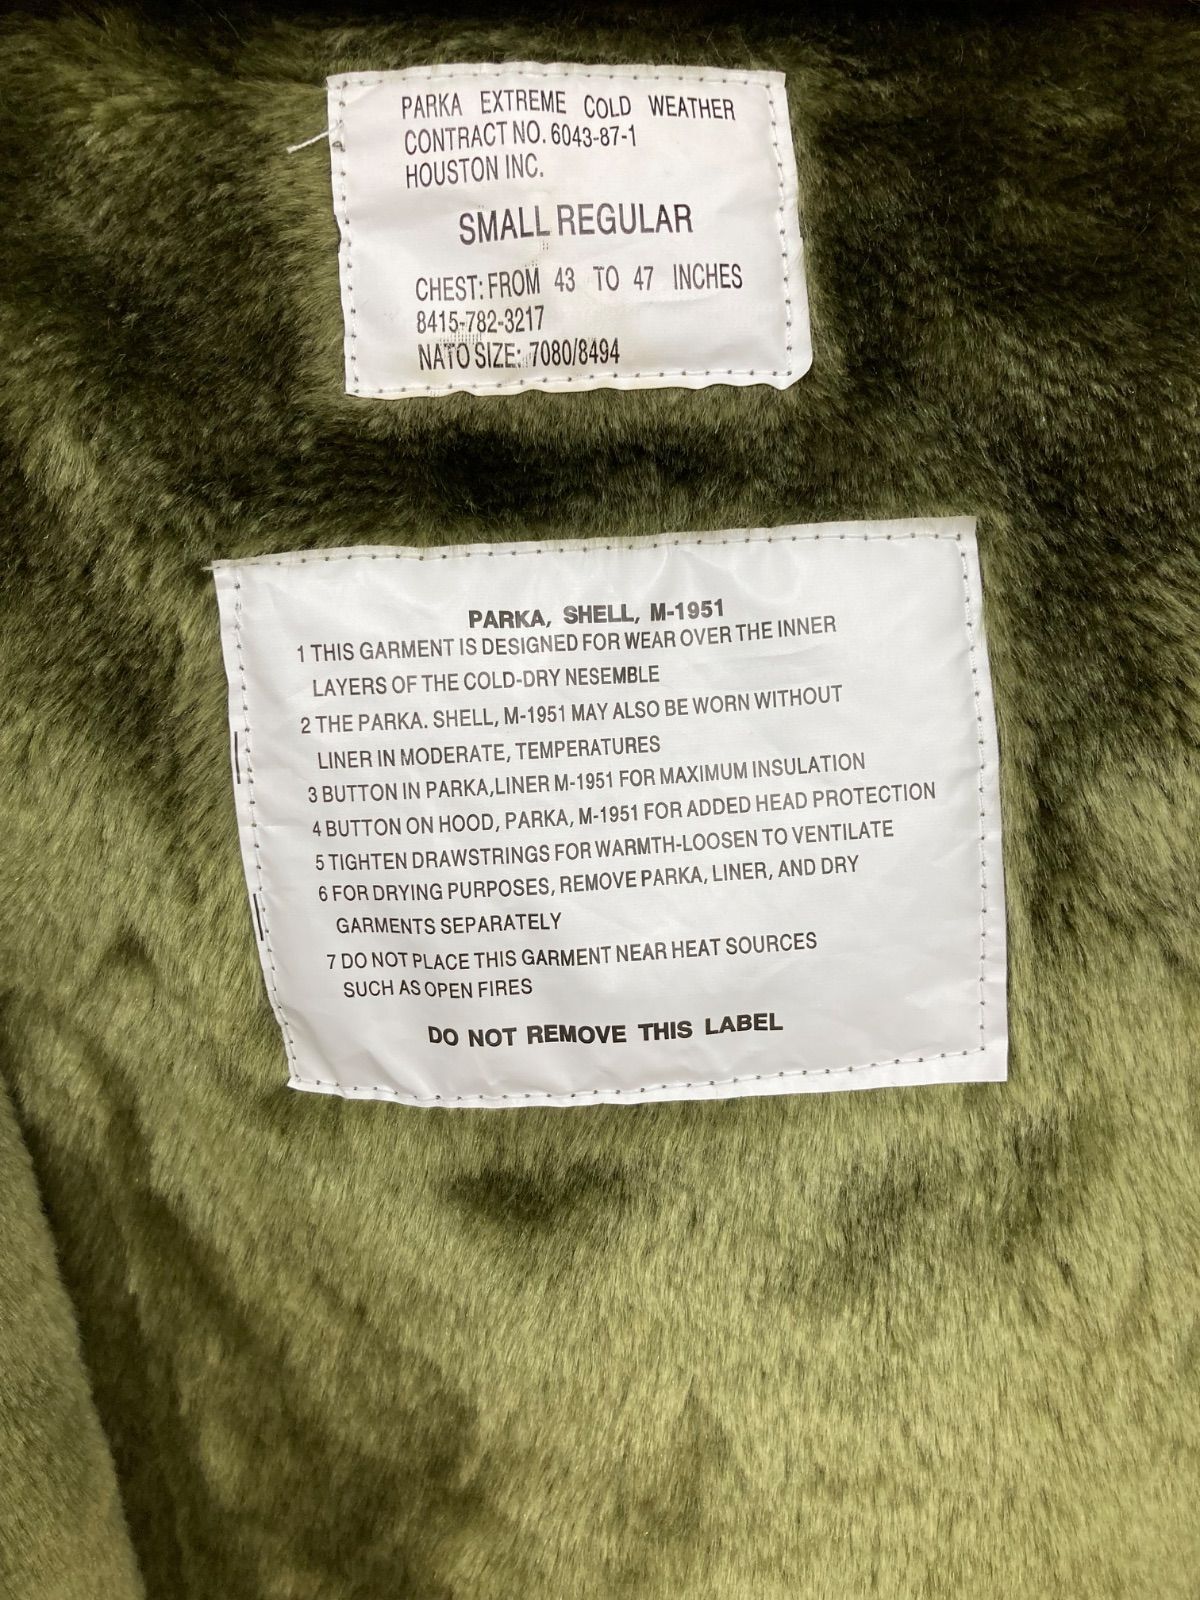 PARKA EXTREME COLD WEATHER
CONTRACT NO. 6043-87-1
HOUSTON INC.
SMALL REGULAR
CHEST: FROM 43 TO 47 INCHES
8415-782-3217
NATO SIZE: 7080/8494
PARKA, SHELL, M-1951
1 THIS GARMENT IS DESIGNED FOR WEAR OVER THE INNER
LAYERS OF THE COLD-DRY NESEMBLE
2 THE PARKA. SHELL, M-1951 MAY ALSO BE WORN WITHOUT
LINER IN MODERATE, TEMPERATURES
3 BUTTON IN PARKA,LINER M-1951 FOR MAXIMUM INSULATION
4 BUTTON ON HOOD, PARKA, M-1951 FOR ADDED HEAD PROTECTION
5 TIGHTEN DRAWSTRINGS FOR WARMTH-LOOSEN TO VENTILATE
6 FOR DRYING PURPOSES, REMOVE PARKA, LINER, AND DRY
GARMENTS SEPARATELY
7 DO NOT PLACE THIS GARMENT NEAR HEAT SOURCES
SUCH AS OPEN FIRES
DO NOT REMOVE THIS LABEL